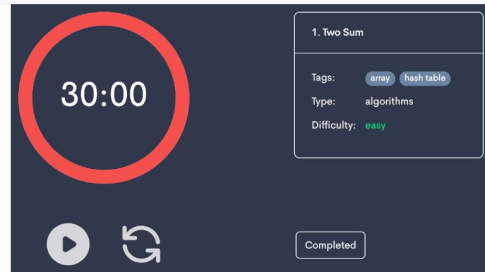 30:00
1. Two Sum
Tags: array hash table
Type: algorithms
Difficulty: easy
Completed